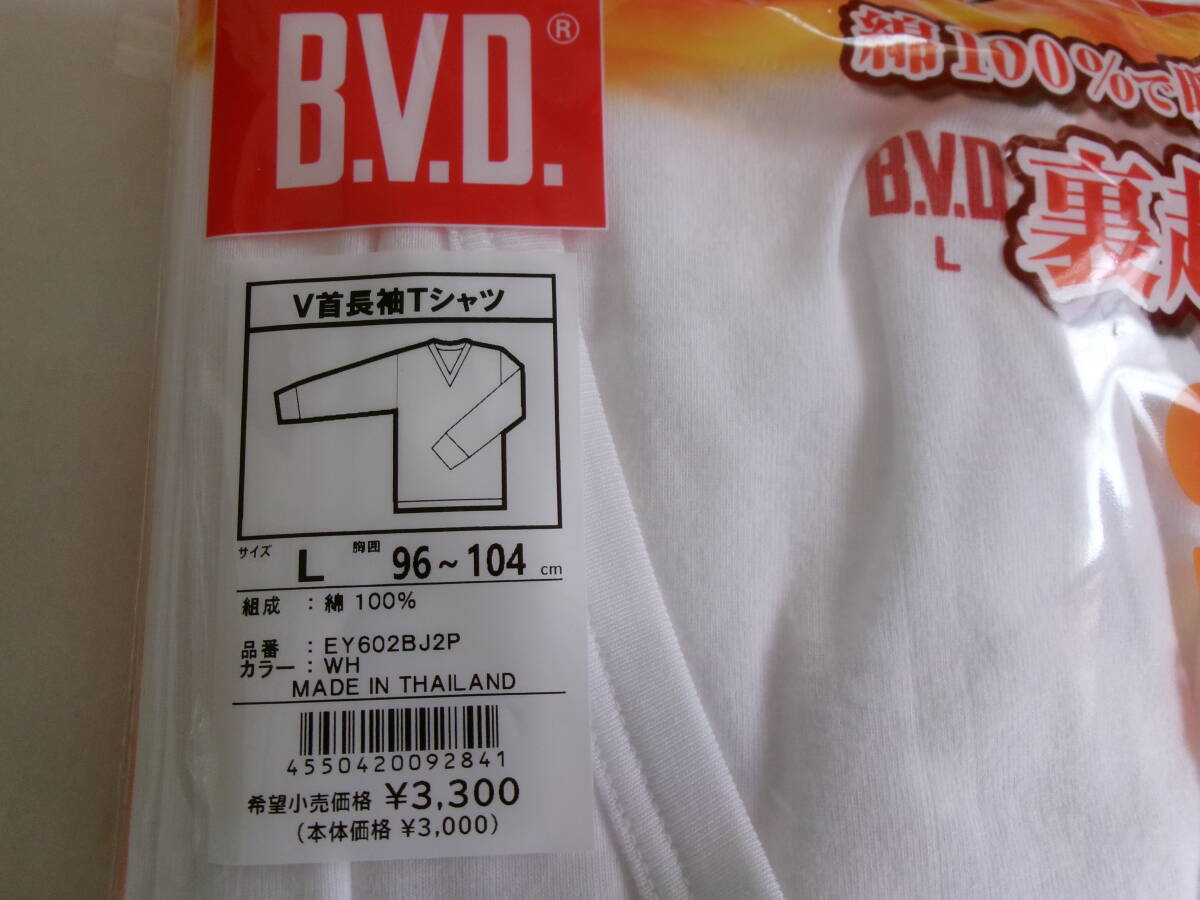 B.V.D.®
綿100%で
B.V.D
L
裏起
V首長袖Tシャツ
サイズ L 胸囲 96~104 cm
組成 : 綿 100%
品番 : EY602BJ2P
カラー : WH
MADE IN THAILAND
4550420092841
希望小売価格 ¥3,300
(本体価格 ¥3,000)